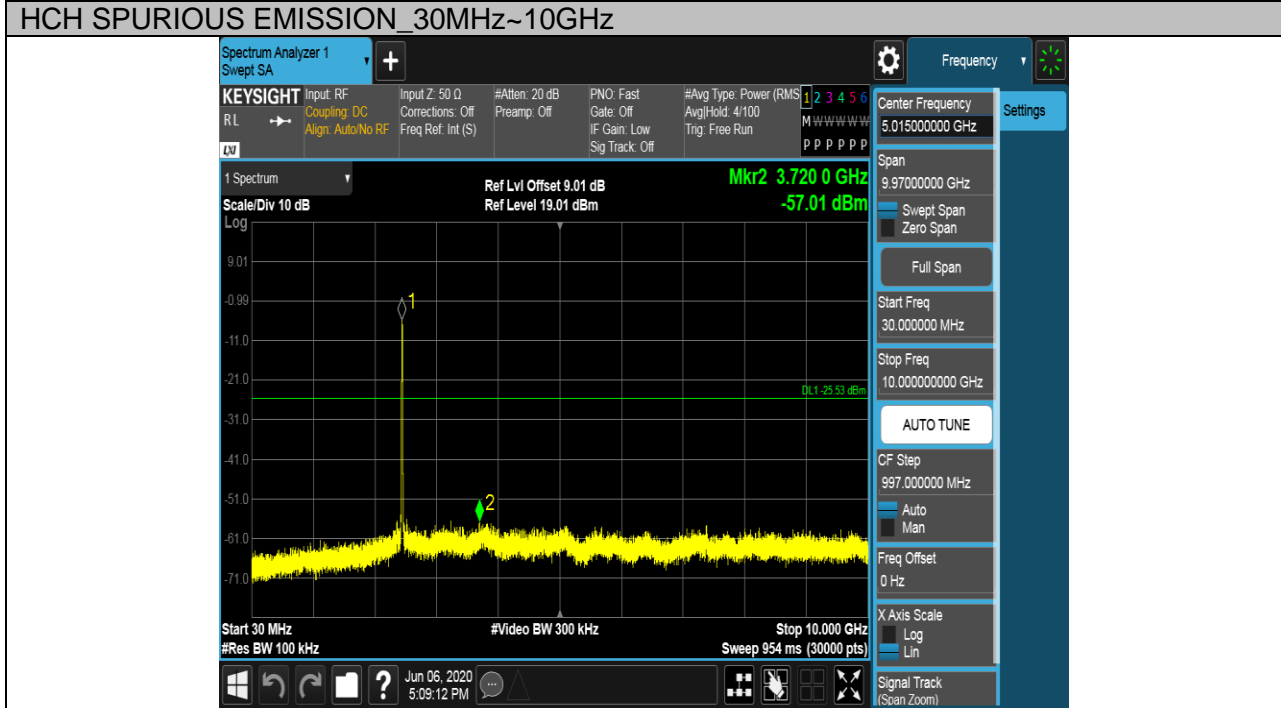 HCH SPURIOUS EMISSION_30MHz~10GHz
Spectrum Analyzer 1
Swept SA
Frequency
KEYSIGHT
RL
LXI
Input: RF
Coupling: DC
Align: Auto/No RF
Input Z: 50 Ω
Corrections: Off
Freq Ref: Int (S)
#Atten: 20 dB
Preamp: Off
PNO: Fast
Gate: Off
IF Gain: Low
Sig Track: Off
#Avg Type: Power (RMS
Avg|Hold: 4/100
Trig: Free Run
1 2 3 4 5 6
M W W W W W
P P P P P P
1 Spectrum
Scale/Div 10 dB
Log
Ref Lvl Offset 9.01 dB
Ref Level 19.01 dBm
Mkr2 3.720 0 GHz
-57.01 dBm
9.01
-0.99
-11.0
-21.0
-31.0
-41.0
-51.0
-61.0
-71.0
1
2
DL1 -25.53 dBm
Start 30 MHz
#Res BW 100 kHz
#Video BW 300 kHz
Stop 10.000 GHz
Sweep 954 ms (30000 pts)
Jun 06, 2020
5:09:12 PM
Center Frequency
5.015000000 GHz
Span
9.97000000 GHz
Swept Span
Zero Span
Full Span
Start Freq
30.000000 MHz
Stop Freq
10.000000000 GHz
AUTO TUNE
CF Step
997.000000 MHz
Auto
Man
Freq Offset
0 Hz
X Axis Scale
Log
Lin
Signal Track
(Span Zoom)
Settings